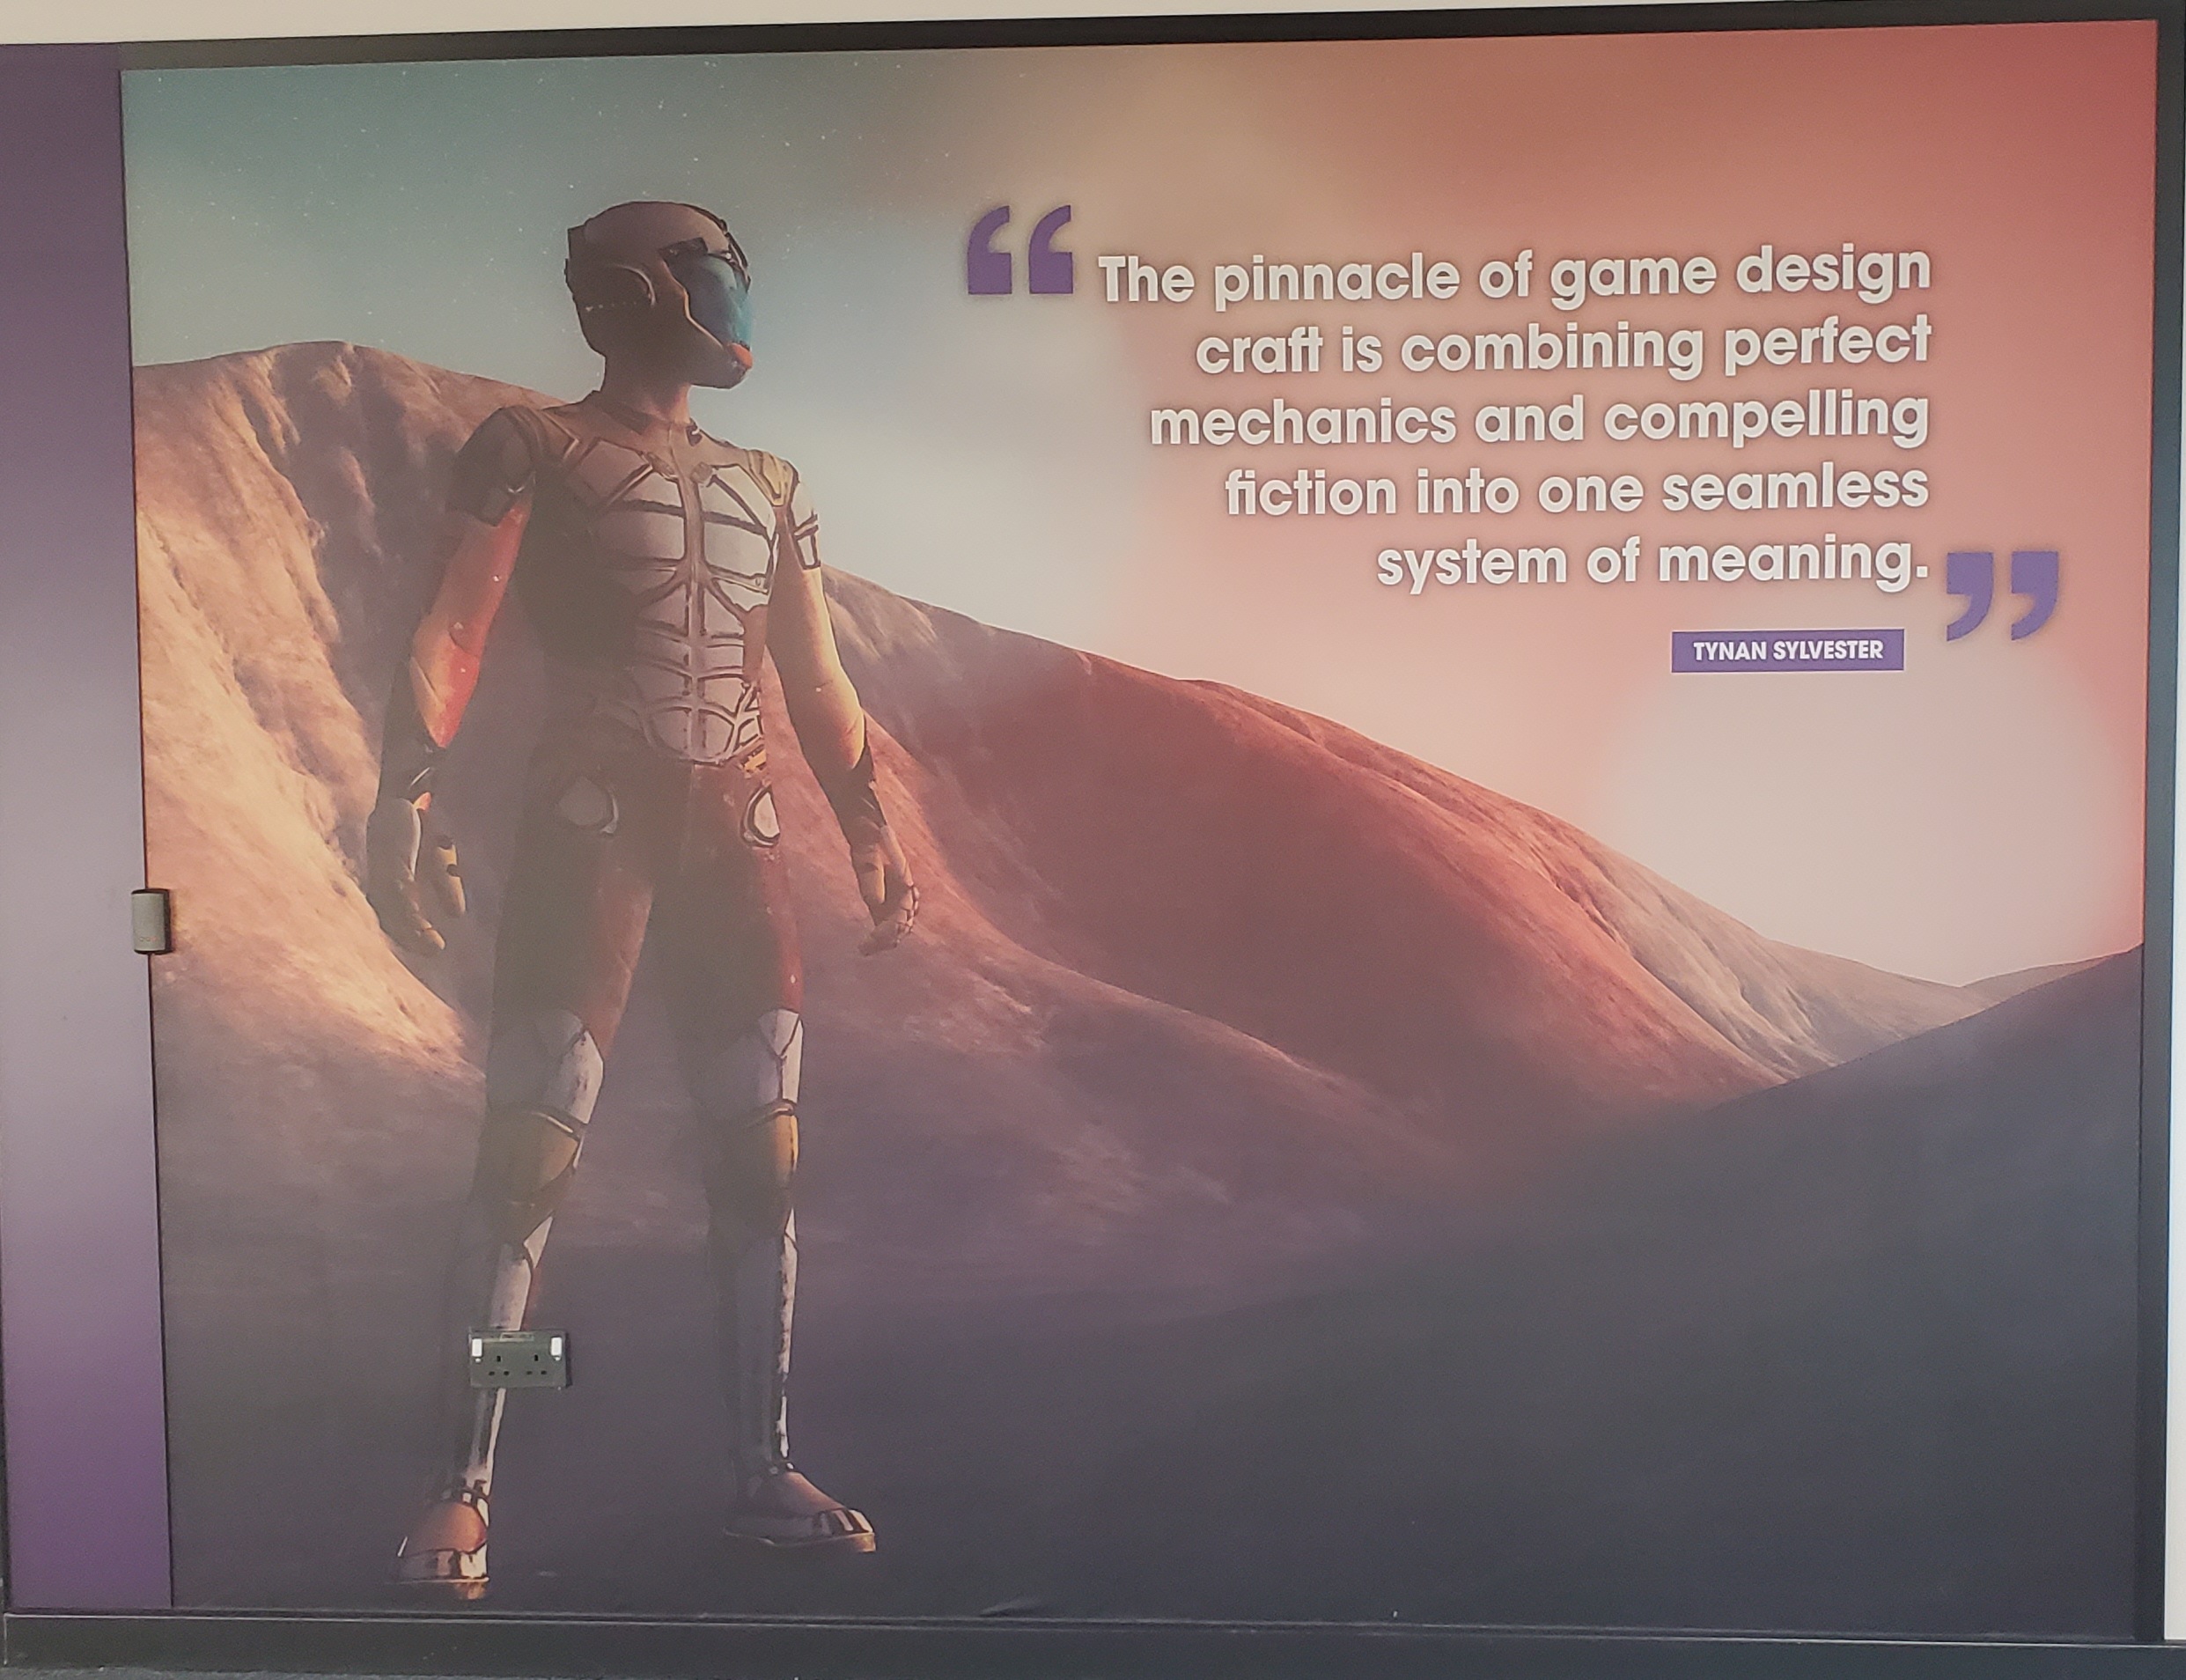 “The pinnacle of game design
craft is combining perfect
mechanics and compelling
fiction into one seamless
system of meaning.”
TYNAN SYLVESTER